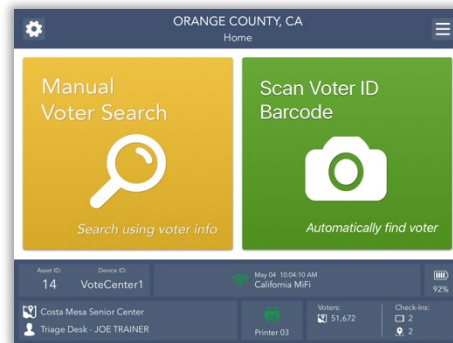 ORANGE COUNTY, CA
Home
Manual
Voter Search
Search using voter info
Scan Voter ID
Barcode
Automatically find voter
Asset ID:
14
Device ID:
VoteCenter1
May 04 10:04:10 AM
California MiFi
92%
Costa Mesa Senior Center
Triage Desk - JOE TRAINER
Printer 03
Voters:
51,672
Check-Ins:
2
2